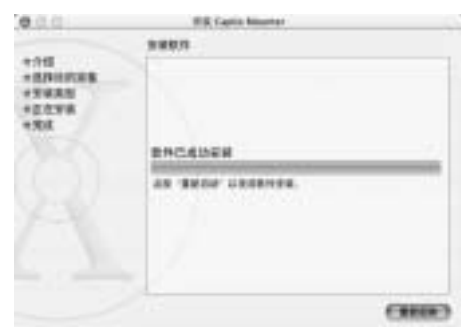 安装 Caplio Mounter
安装软件
介绍
选择目的宗卷
安装类型
正在安装
完成
软件已成功安装
点按“重新启动”以完成软件安装。
重新启动